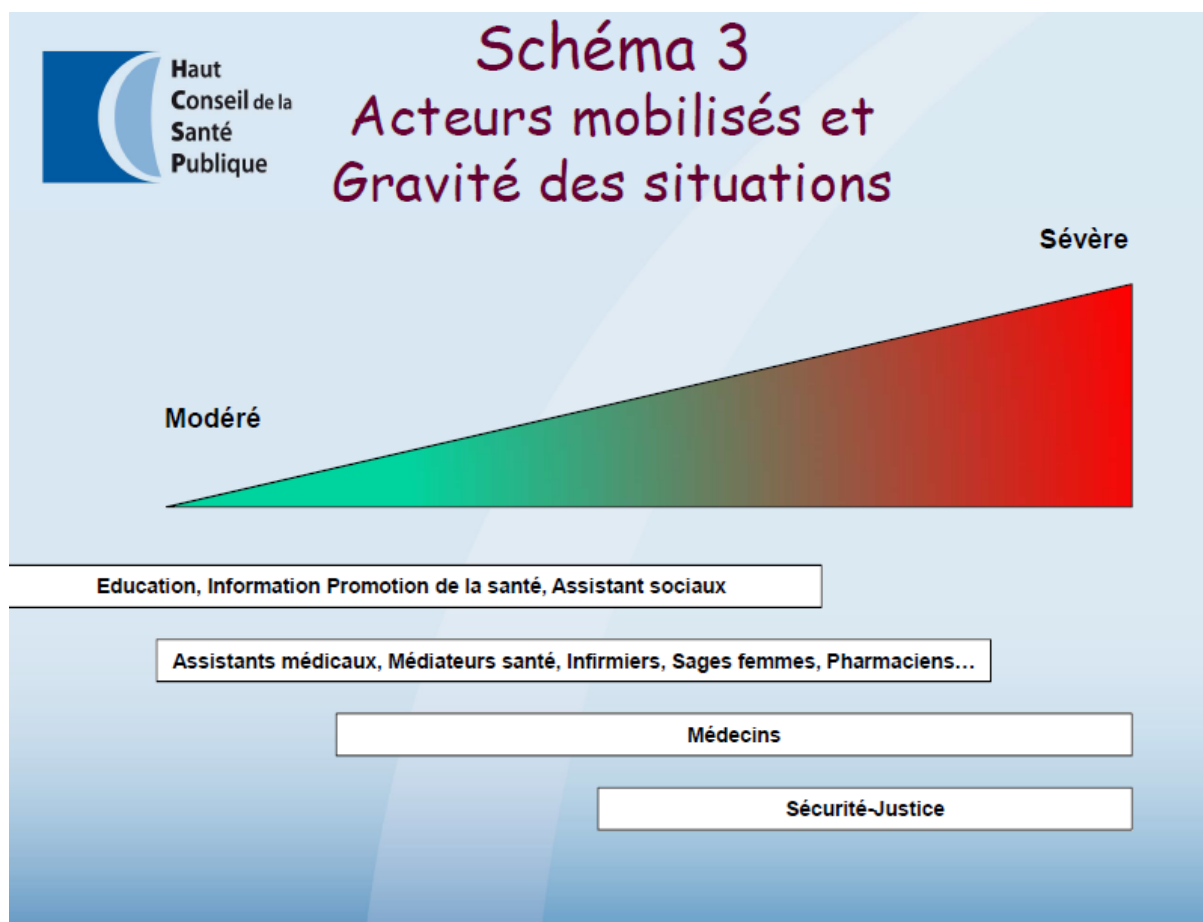 Haut
Conseil de la
Santé
Publique
Schéma 3
Acteurs mobilisés et
Gravité des situations
Sévère
Modéré
Education, Information Promotion de la santé, Assistant sociaux
Assistants médicaux, Médiateurs santé, Infirmiers, Sages femmes, Pharmaciens…
Médecins
Sécurité-Justice